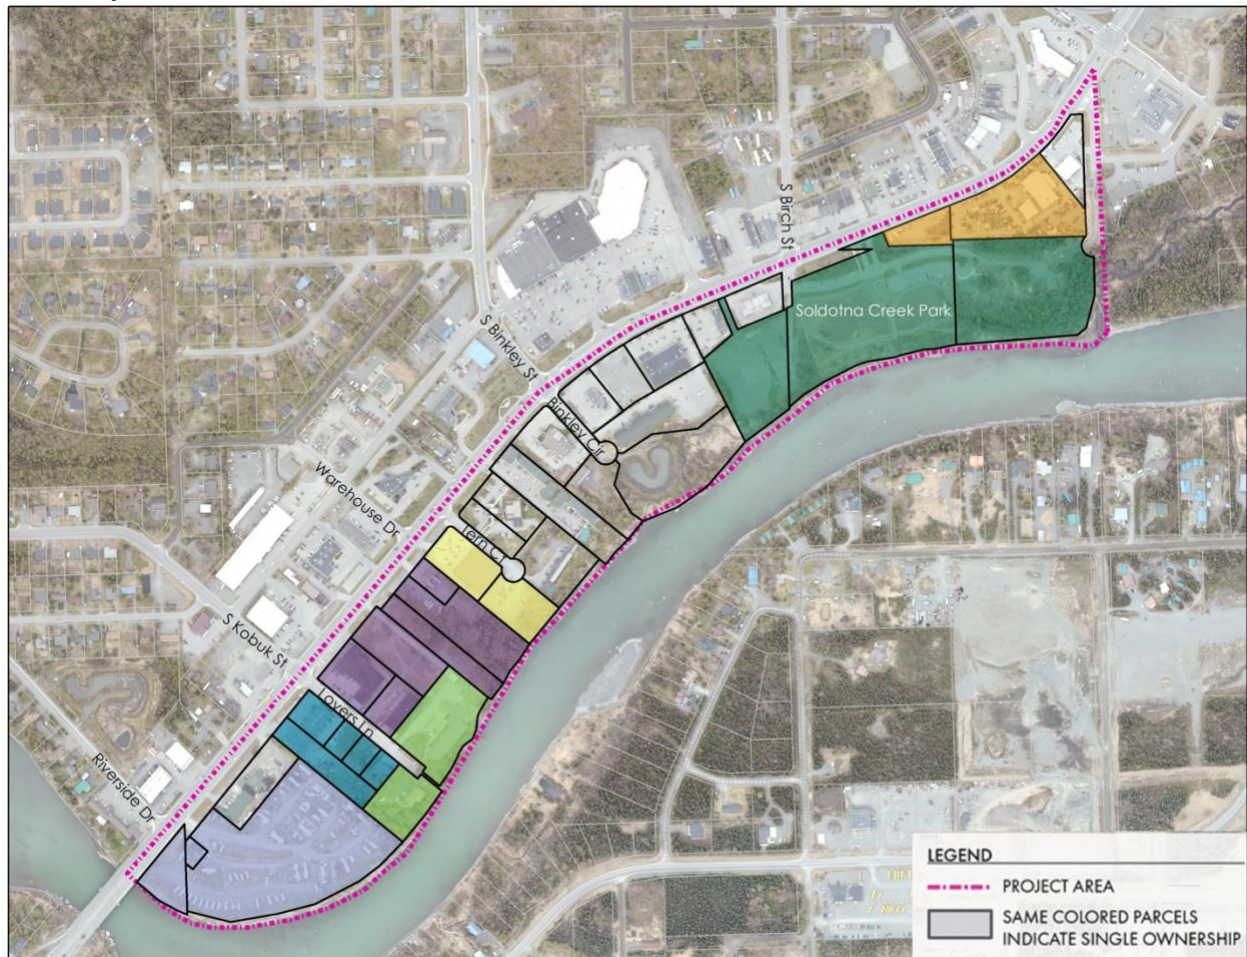 S Birch St
Soldotna Creek Park
S Binkley St
Binkley Cir
Warehouse Dr
Tern Cir
S Kobuk St
Lovers Ln
Riverside Dr
LEGEND
PROJECT AREA
SAME COLORED PARCELS
INDICATE SINGLE OWNERSHIP